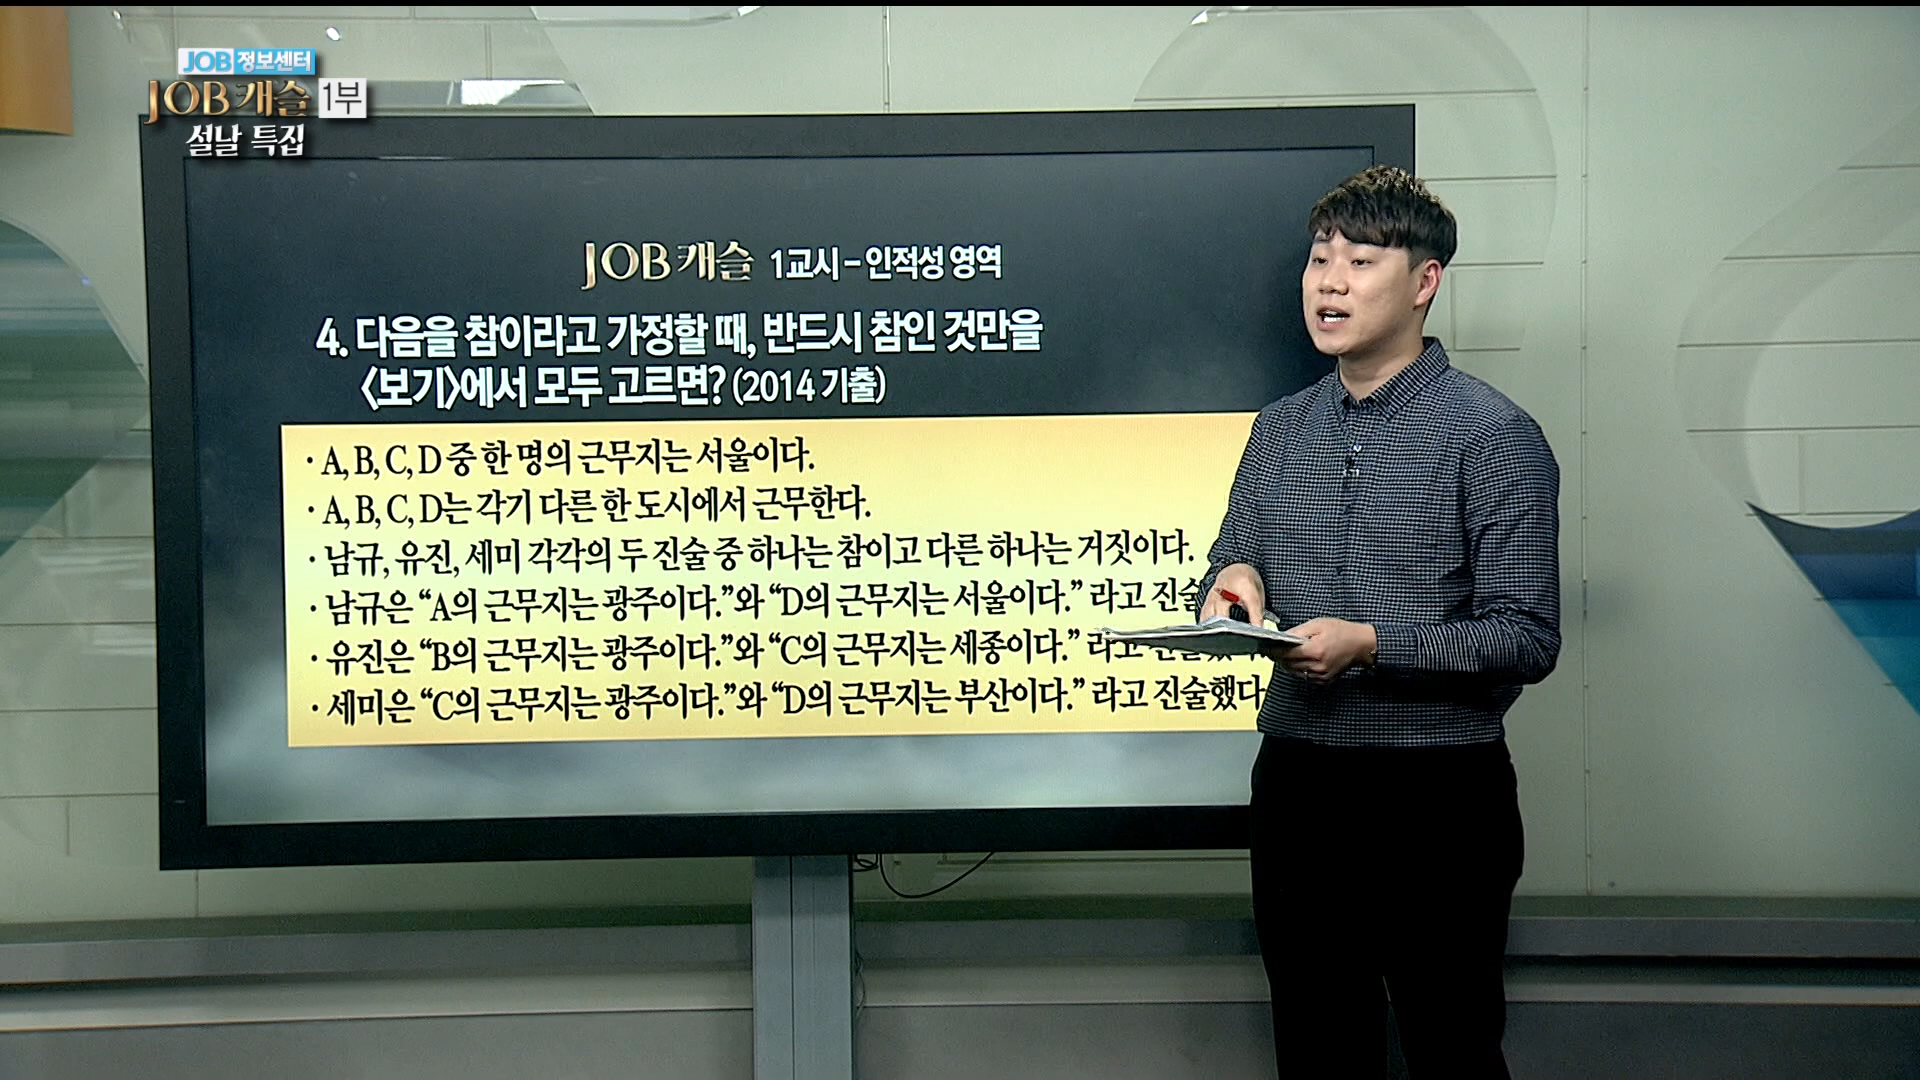 JOB 정보센터
JOB 캐슬 1부
설날 특집
JOB 캐슬 1교시 – 인적성 영역
4. 다음을 참이라고 가정할 때, 반드시 참인 것만을
<보기>에서 모두 고르면? (2014 기출)
· A, B, C, D 중 한 명의 근무지는 서울이다.
· A, B, C, D는 각기 다른 한 도시에서 근무한다.
· 남규, 유진, 세미 각각의 두 진술 중 하나는 참이고 다른 하나는 거짓이다.
· 남규은 “A의 근무지는 광주이다.”와 “D의 근무지는 서울이다.” 라고 진술
· 유진은 “B의 근무지는 광주이다.”와 “C의 근무지는 세종이다.” 라고 진술했다
· 세미은 “C의 근무지는 광주이다.”와 “D의 근무지는 부산이다.” 라고 진술했다